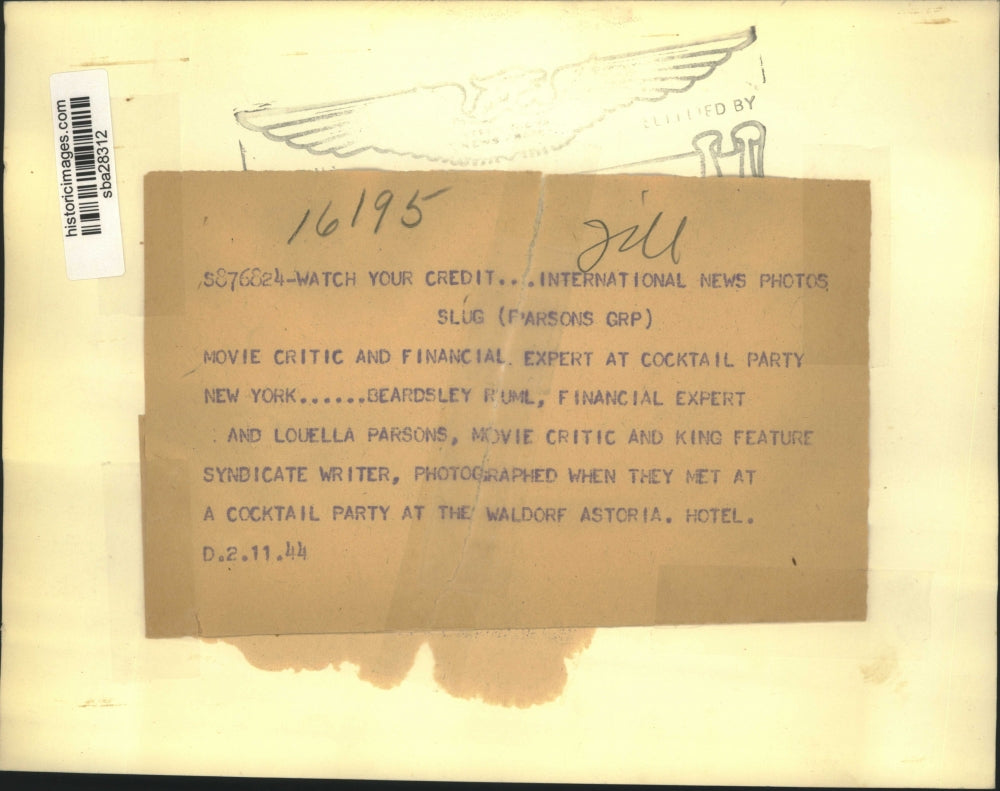 historicimages.com
sba28312
NEWS
BY
16195
Jill
S876824-WATCH YOUR CREDIT....INTERNATIONAL NEWS PHOTOS
SLUG (PARSONS GRP)
MOVIE CRITIC AND FINANCIAL. EXPERT AT COCKTAIL PARTY
NEW YORK......BEARDSLEY RUML, FINANCIAL EXPERT
AND LOUELLA PARSONS, MOVIE CRITIC AND KING FEATURE
SYNDICATE WRITER, PHOTOGRAPHED WHEN THEY MET AT
A COCKTAIL PARTY AT THE WALDORF ASTORIA. HOTEL.
D.2.11.44